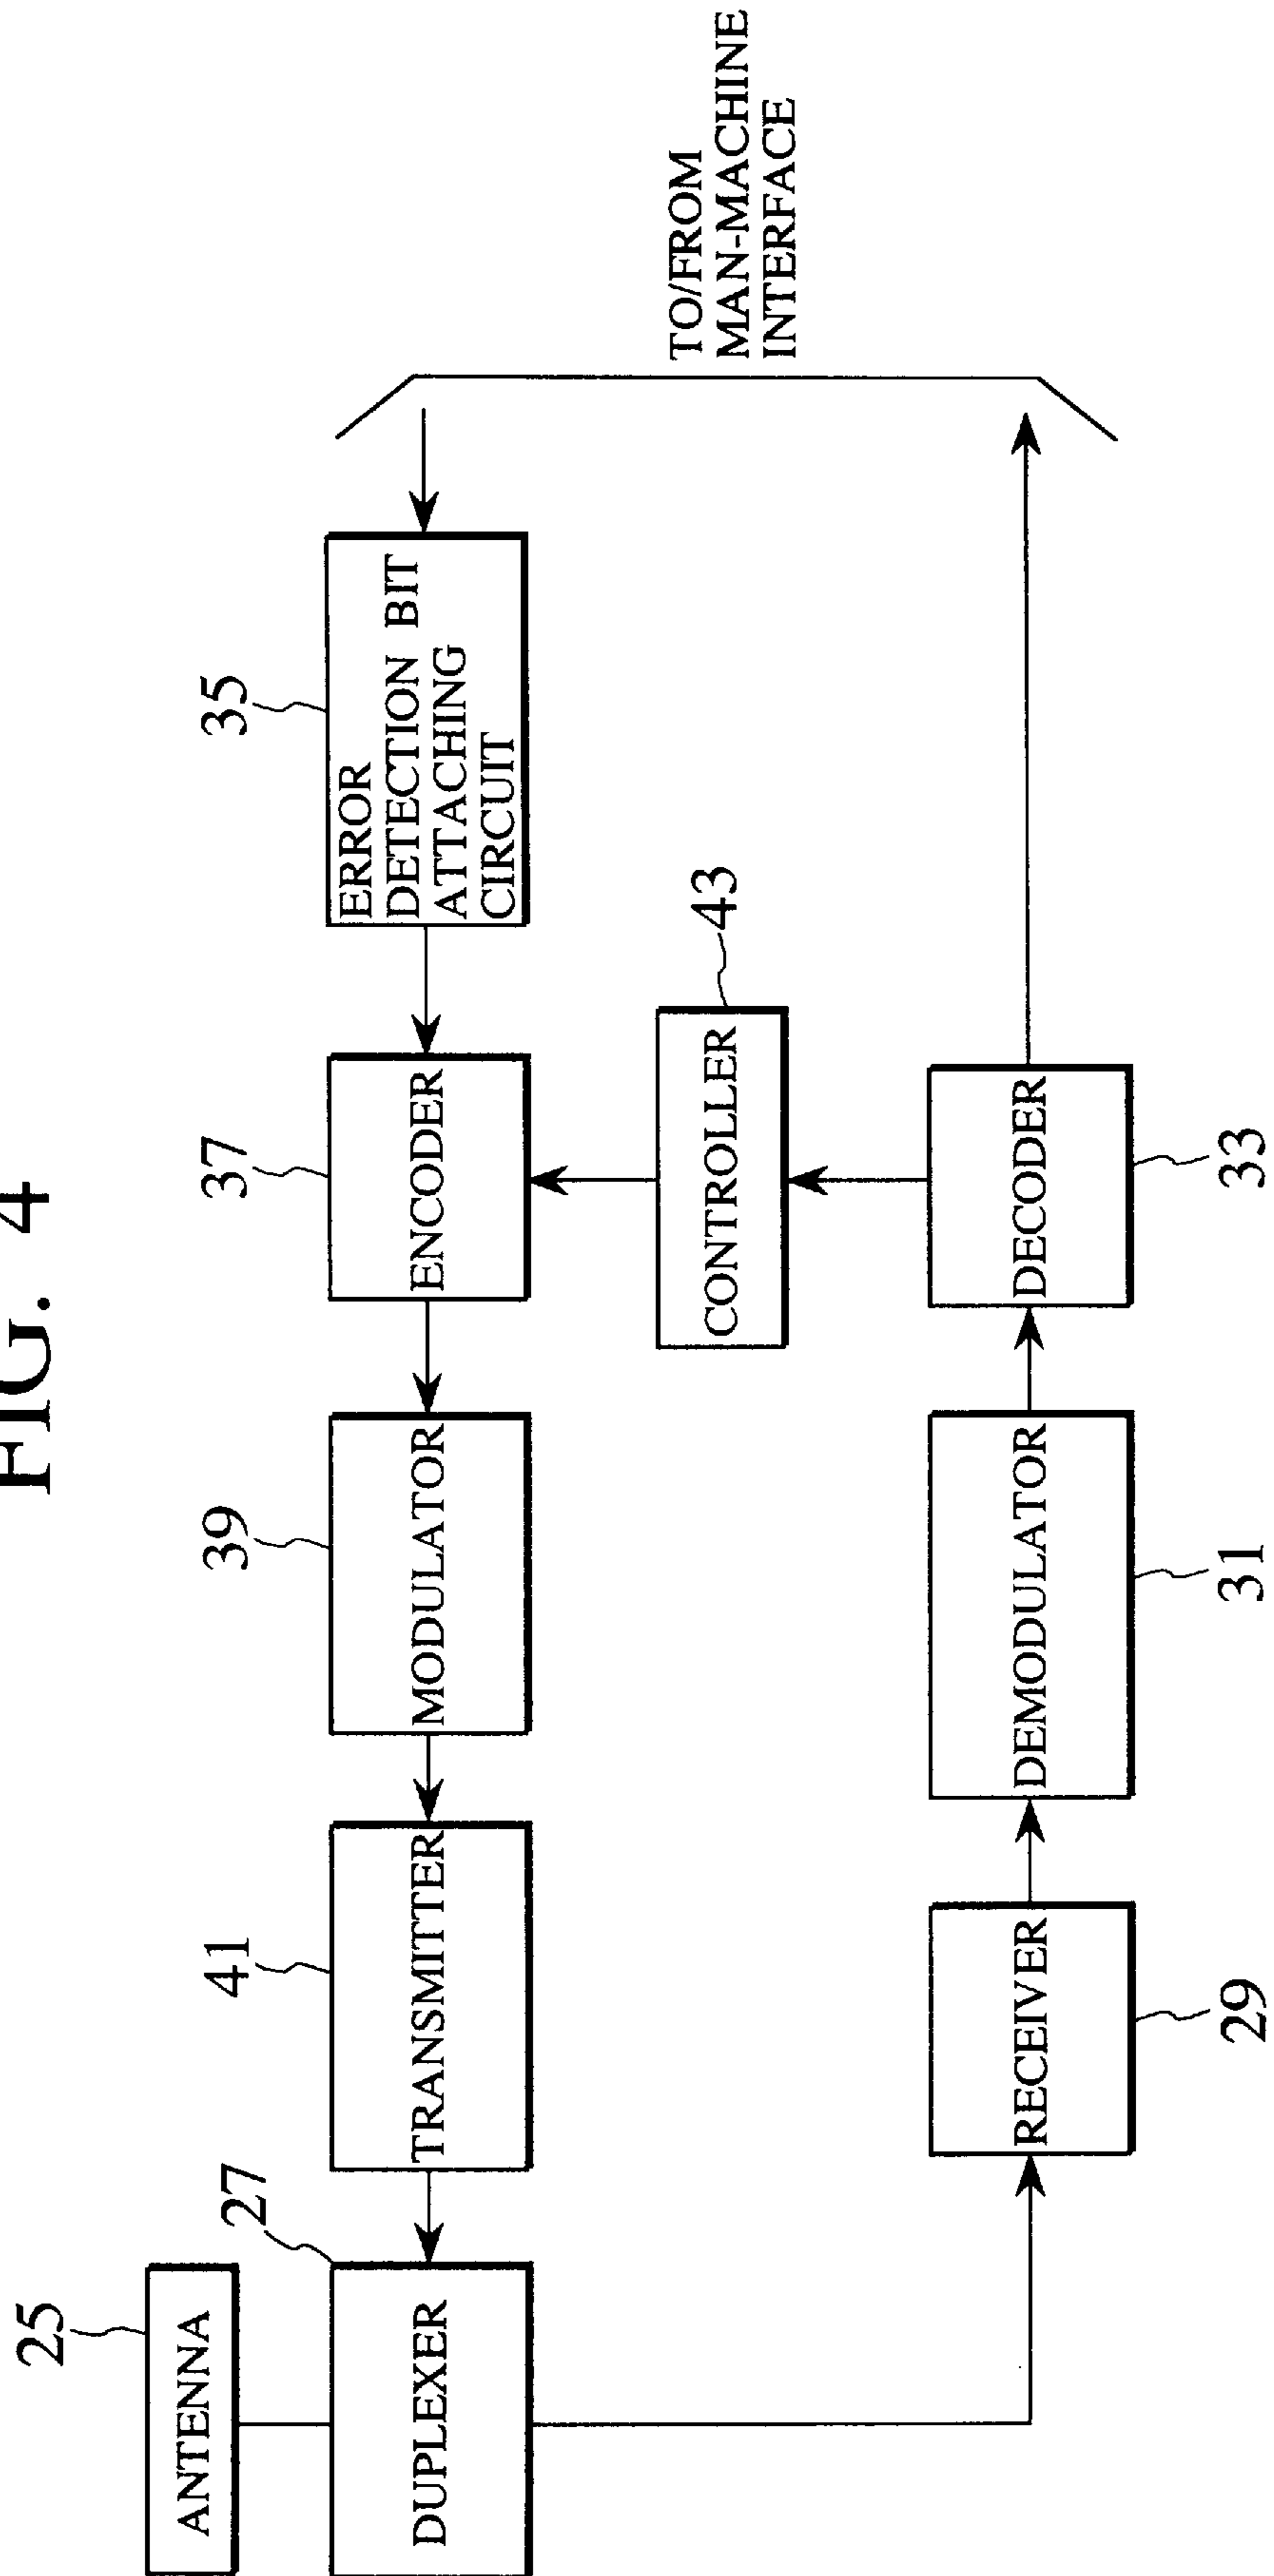 FIG. 4
25
ANTENNA
27
DUPLEXER
41
TRANSMITTER
39
MODULATOR
37
ENCODER
35
ERROR
DETECTION BIT
ATTACHING
CIRCUIT
43
CONTROLLER
TO/FROM
MAN-MACHINE
INTERFACE
RECEIVER
29
DEMODULATOR
31
DECODER
33